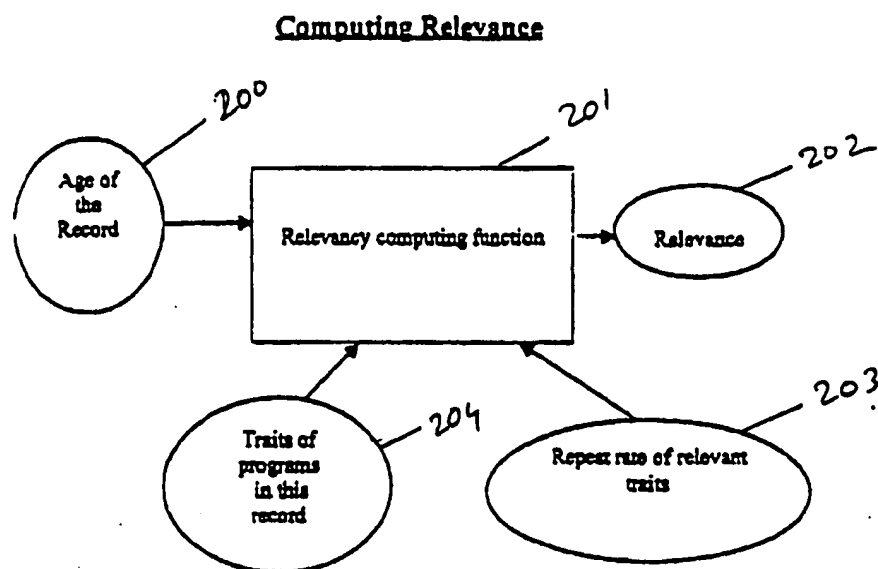 Computing Relevance
200
201
202
Age of
the
Record
Relevancy computing function
Relevance
203
204
Traits of
programs
in this
record
Repeat rate of relevant
traits